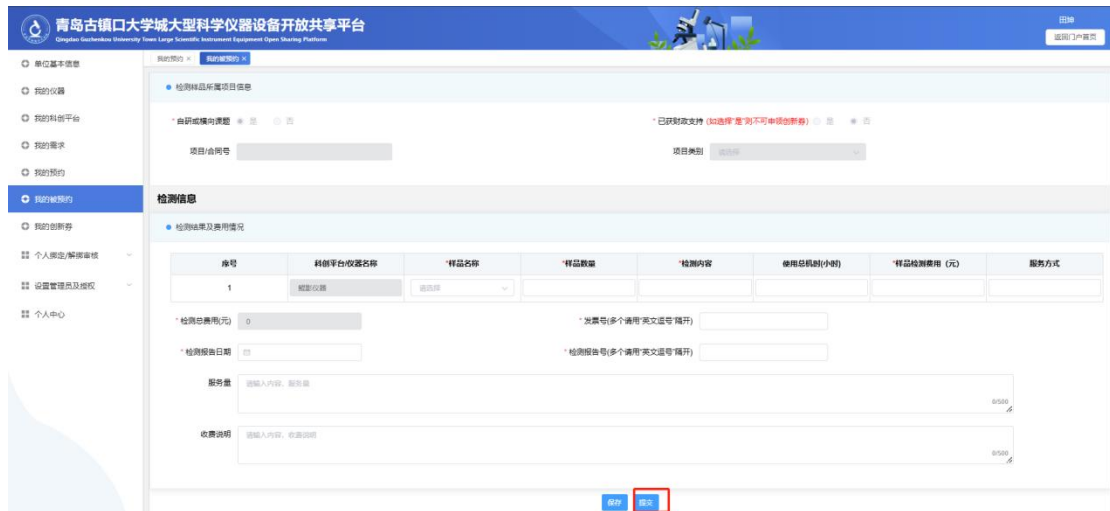 青岛古镇口大学城大型科学仪器设备开放共享平台
Qingdao Guzhenkou University Town Large Scientific Instrument Equipment Open Sharing Platform
返回门户首页
单位基本信息
我的仪器
我的科创平台
我的需求
我的预约
我的被预约
我的创新券
个人绑定/解绑审核
设置管理员及授权
个人中心
我的预约 × 我的被预约 ×
检测样品所属项目信息
*自研或横向课题 是 否 *已获财政支持 (如选择"是"则不可申领创新券) 是 否
项目/合同号 项目类别 请选择
检测信息
检测结果及费用情况
序号 科创平台/仪器名称 *样品名称 *样品数量 *检测内容 使用总机时(小时) *样品检测费用 (元) 服务方式
1 请选择
*检测总费用(元) 0 *发票号(多个请用"英文逗号"隔开)
*检测报告日期 *检测报告号(多个请用"英文逗号"隔开)
服务量 请输入内容，服务量
0/500
收费说明 请输入内容，收费说明
0/500
保存 提交